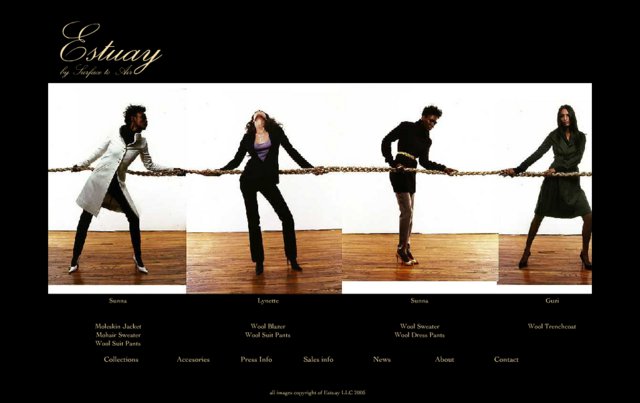 Estuay
by Surface to Air
Sunna
Lynette
Sunna
Guri
Moleskin Jacket
Mohair Sweater
Wool Suit Pants
Wool Blazer
Wool Suit Pants
Wool Sweater
Wool Dress Pants
Wool Trenchcoat
Collections
Accesories
Press Info
Sales info
News
About
Contact
all images copyright of Estuay LLC 2005